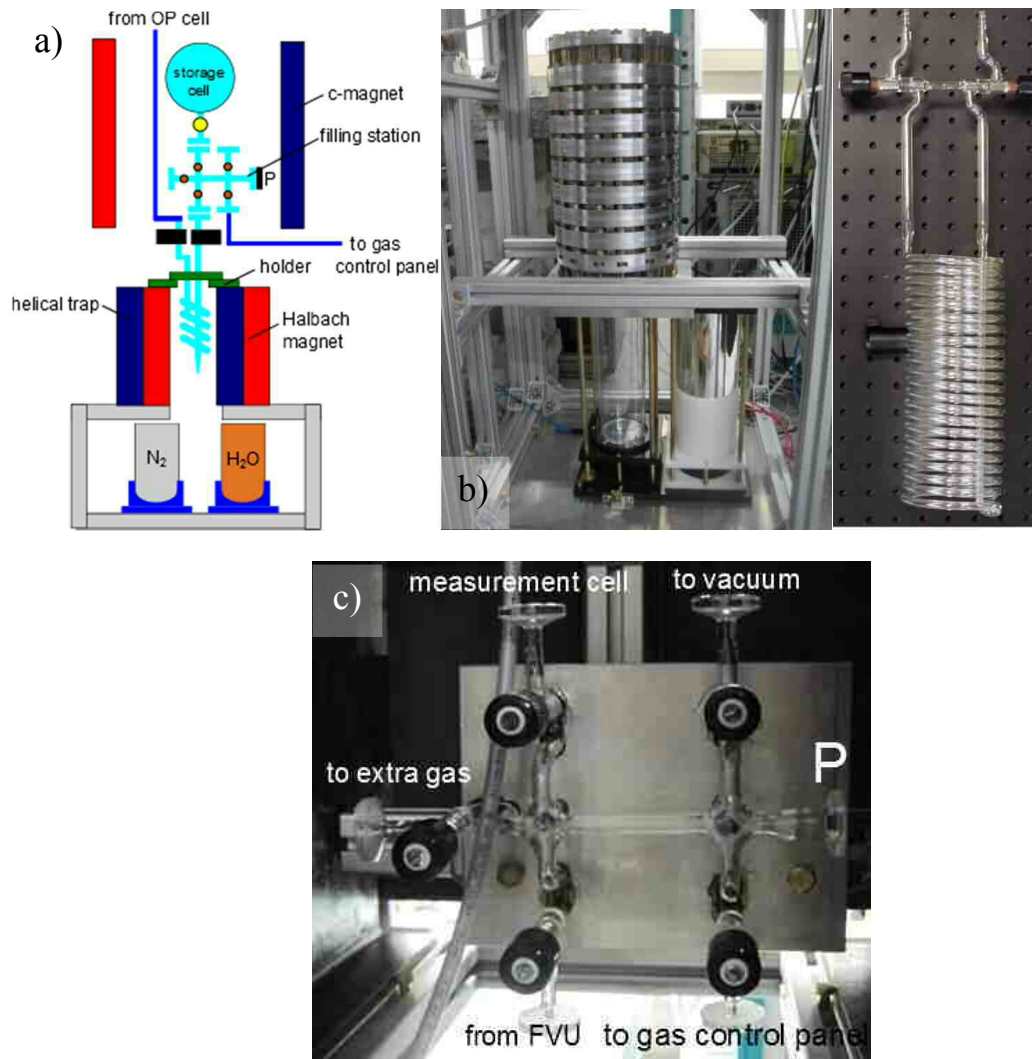 a)
from OP cell
storage
cell
c-magnet
filling station
P
to gas
control panel
holder
helical trap
Halbach
magnet
N2
H2O
b)
c)
measurement cell
to vacuum
to extra gas
P
from FVU
to gas control panel